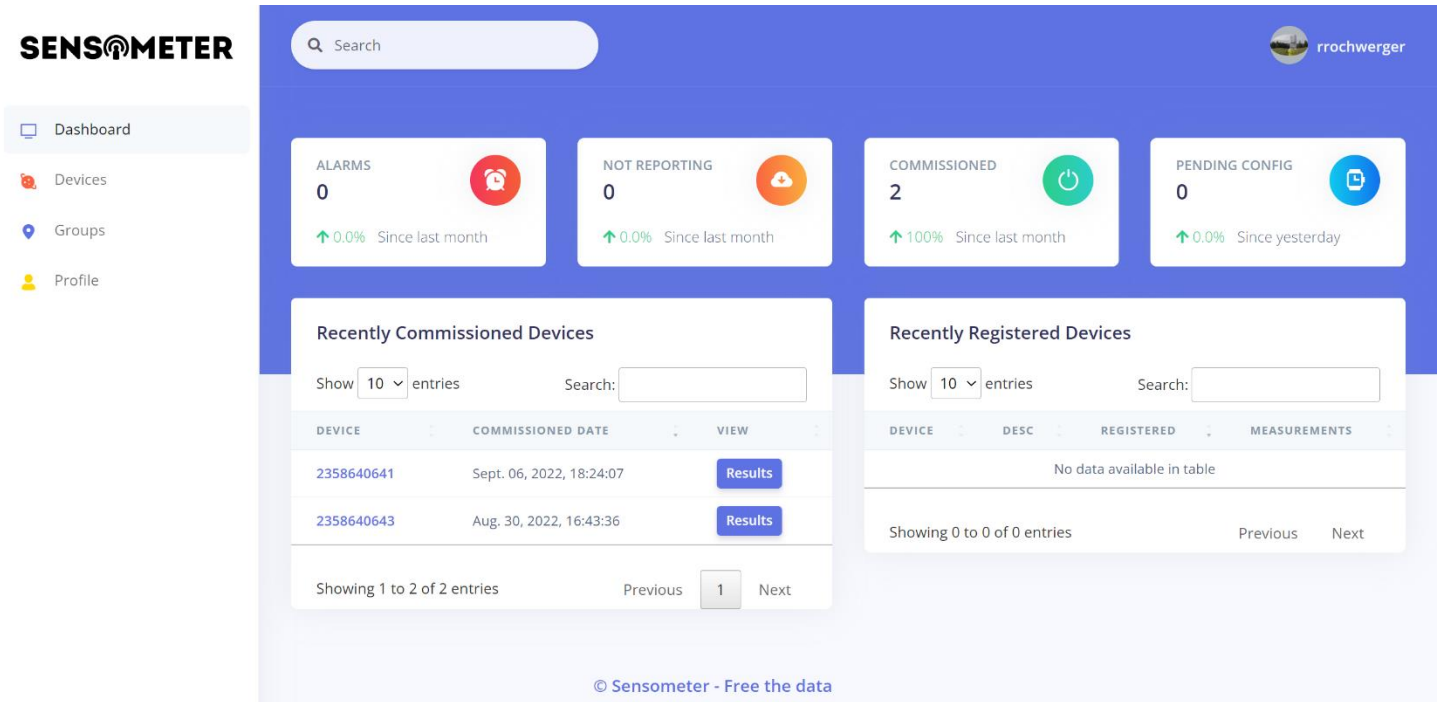 SENSOMETER
Search
rrochwerger
Dashboard
Devices
Groups
Profile
ALARMS
0
0.0% Since last month
NOT REPORTING
0
0.0% Since last month
COMMISSIONED
2
100% Since last month
PENDING CONFIG
0
0.0% Since yesterday
Recently Commissioned Devices
Show 10 entries Search:
DEVICE COMMISSIONED DATE VIEW
2358640641 Sept. 06, 2022, 18:24:07 Results
2358640643 Aug. 30, 2022, 16:43:36 Results
Showing 1 to 2 of 2 entries Previous 1 Next
Recently Registered Devices
Show 10 entries Search:
DEVICE DESC REGISTERED MEASUREMENTS
No data available in table
Showing 0 to 0 of 0 entries Previous Next
© Sensometer - Free the data